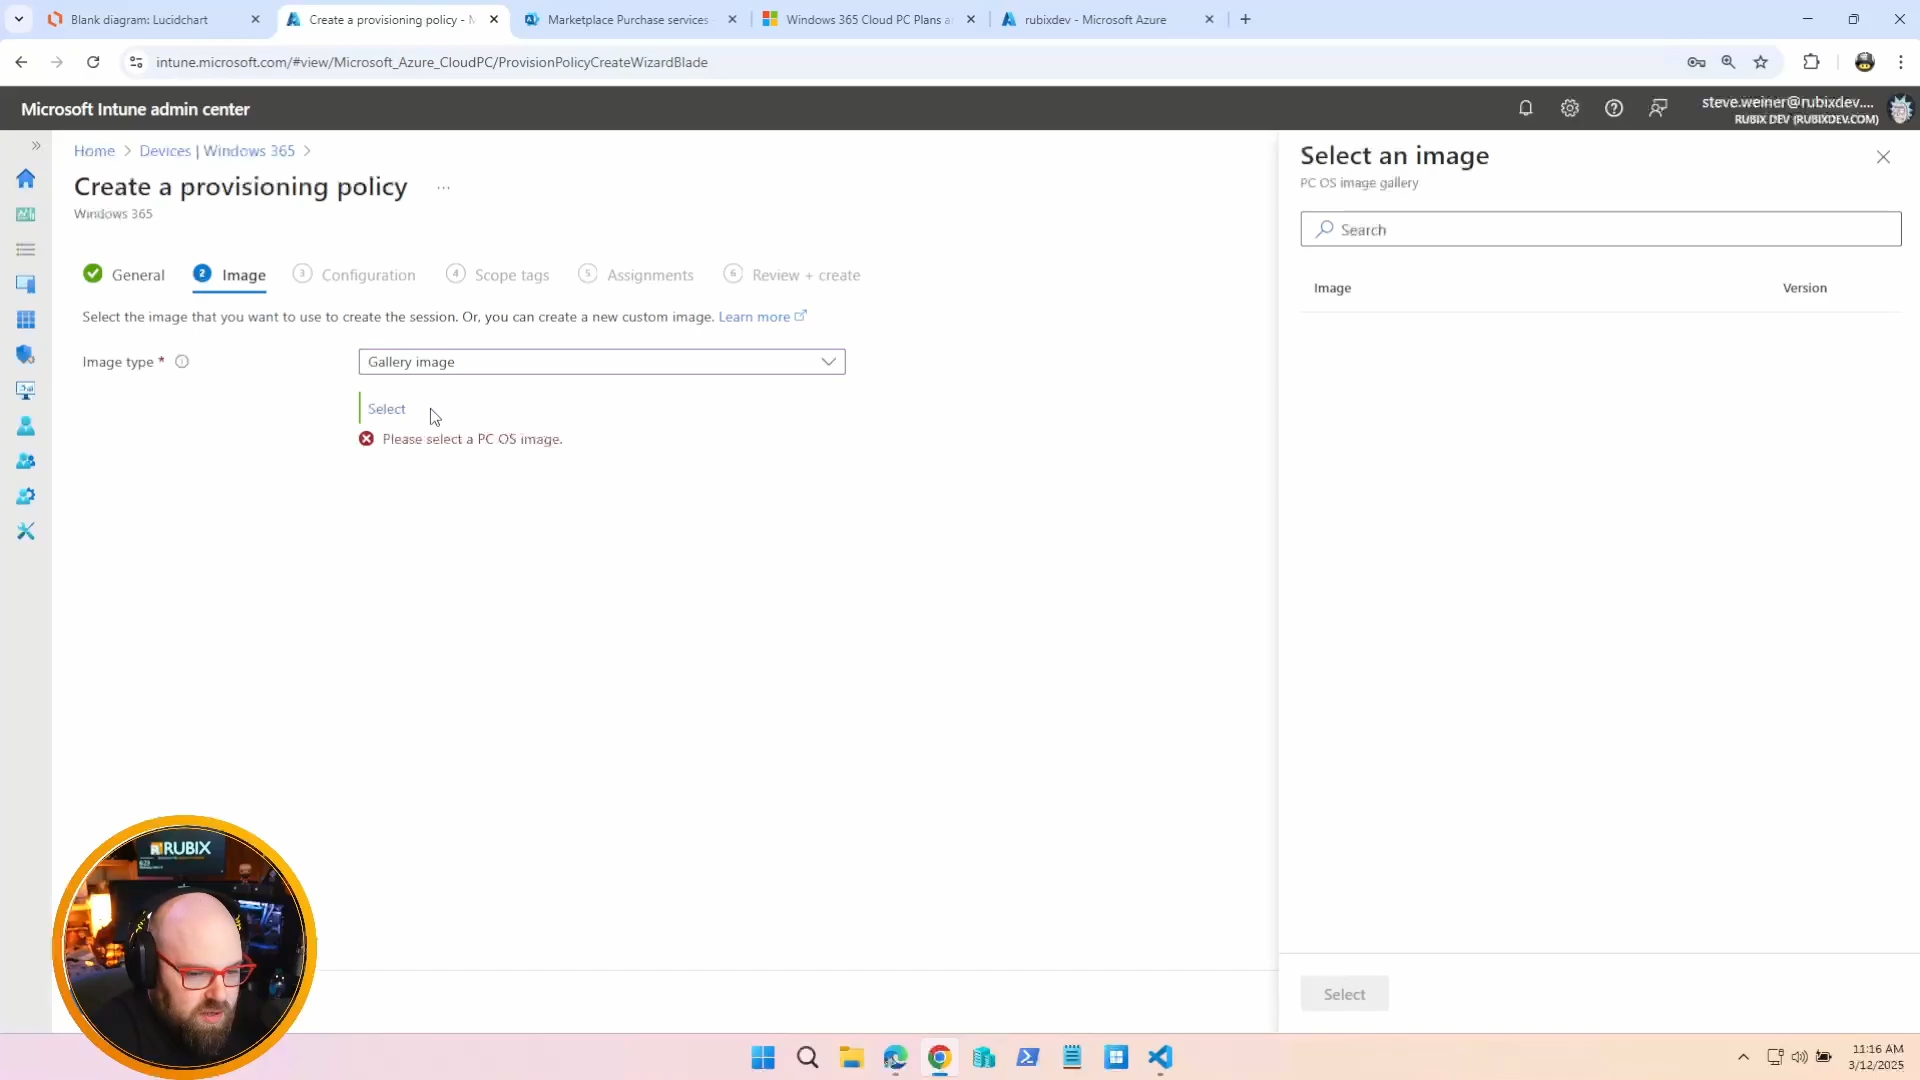 Blank diagram: Lucidchart
Create a provisioning policy - M
Marketplace Purchase services
Windows 365 Cloud PC Plans a
rubixdev - Microsoft Azure
intune.microsoft.com/#view/Microsoft_Azure_CloudPC/ProvisionPolicyCreateWizardBlade
Microsoft Intune admin center
steve.weiner@rubixdev....
RUBIX DEV (RUBIXDEV.COM)
Home > Devices | Windows 365 >
Create a provisioning policy ...
Windows 365
General
2 Image
3 Configuration
4 Scope tags
5 Assignments
6 Review + create
Select the image that you want to use to create the session. Or, you can create a new custom image. Learn more
Image type *
Gallery image
Select
Please select a PC OS image.
Select an image
PC OS image gallery
Search
Image
Version
Select
RUBIX
11:16 AM
3/12/2025